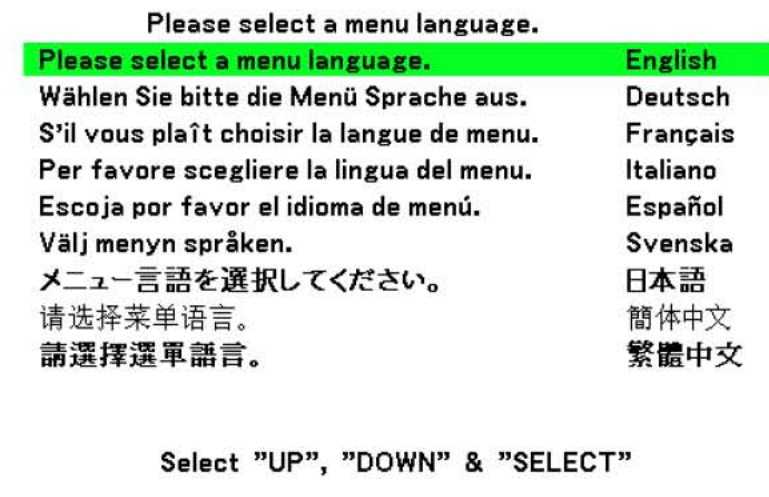 Please select a menu language.
Please select a menu language. English
Wählen Sie bitte die Menü Sprache aus. Deutsch
S'il vous plaît choisir la langue de menu. Français
Per favore scegliere la lingua del menu. Italiano
Escoja por favor el idioma de menú. Español
Välj menyn språken. Svenska
メニュー言語を選択してください。 日本語
请选择菜单语言。 簡体中文
請選擇選單語言。 繁體中文
Select "UP", "DOWN" & "SELECT"